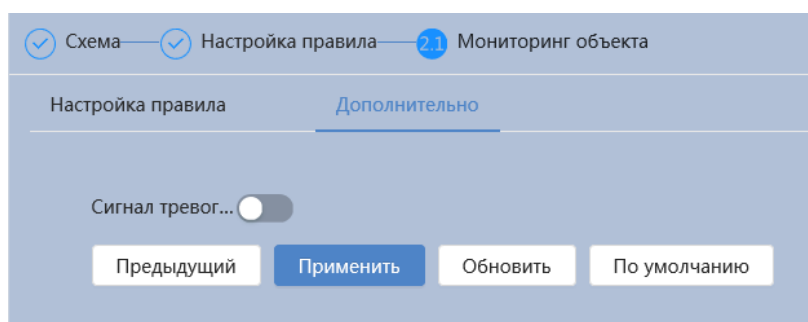 Схема Настройка правила 2.1 Мониторинг объекта
Настройка правила Дополнительно
Сигнал тревог...
Предыдущий Применить Обновить По умолчанию